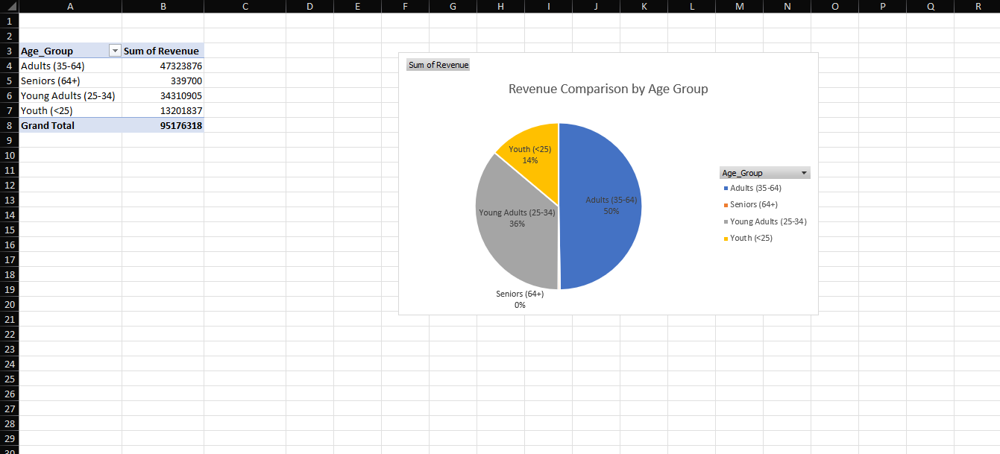 A B C D E F G H I J K L M N O P Q R
1
2
3 Age_Group Sum of Revenue
4 Adults (35-64) 47323876
5 Seniors (64+) 339700
6 Young Adults (25-34) 34310905
7 Youth (<25) 13201837
8 Grand Total 95176318
9
10
11
12
13
14
15
16
17
18
19
20
21
22
23
24
25
26
27
28
29
30
Sum of Revenue
Revenue Comparison by Age Group
Youth (<25)
14%
Adults (35-64)
50%
Young Adults (25-34)
36%
Seniors (64+)
0%
Age_Group
Adults (35-64)
Seniors (64+)
Young Adults (25-34)
Youth (<25)